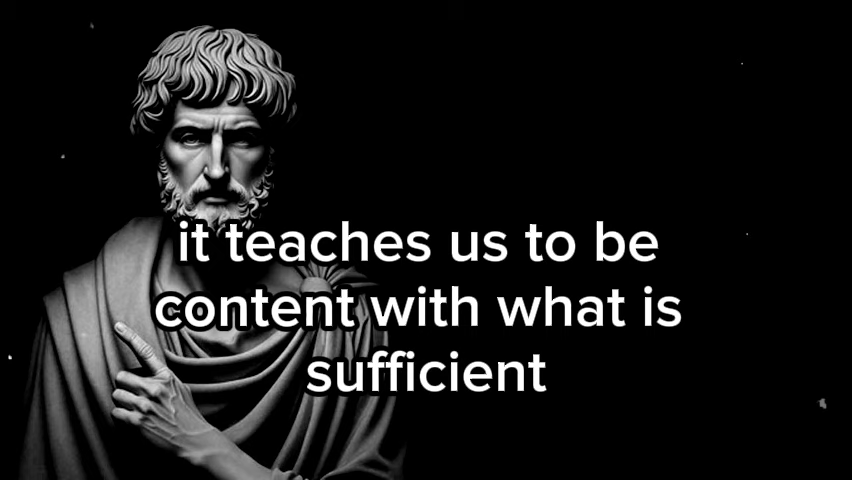 it teaches us to be
content with what is
sufficient